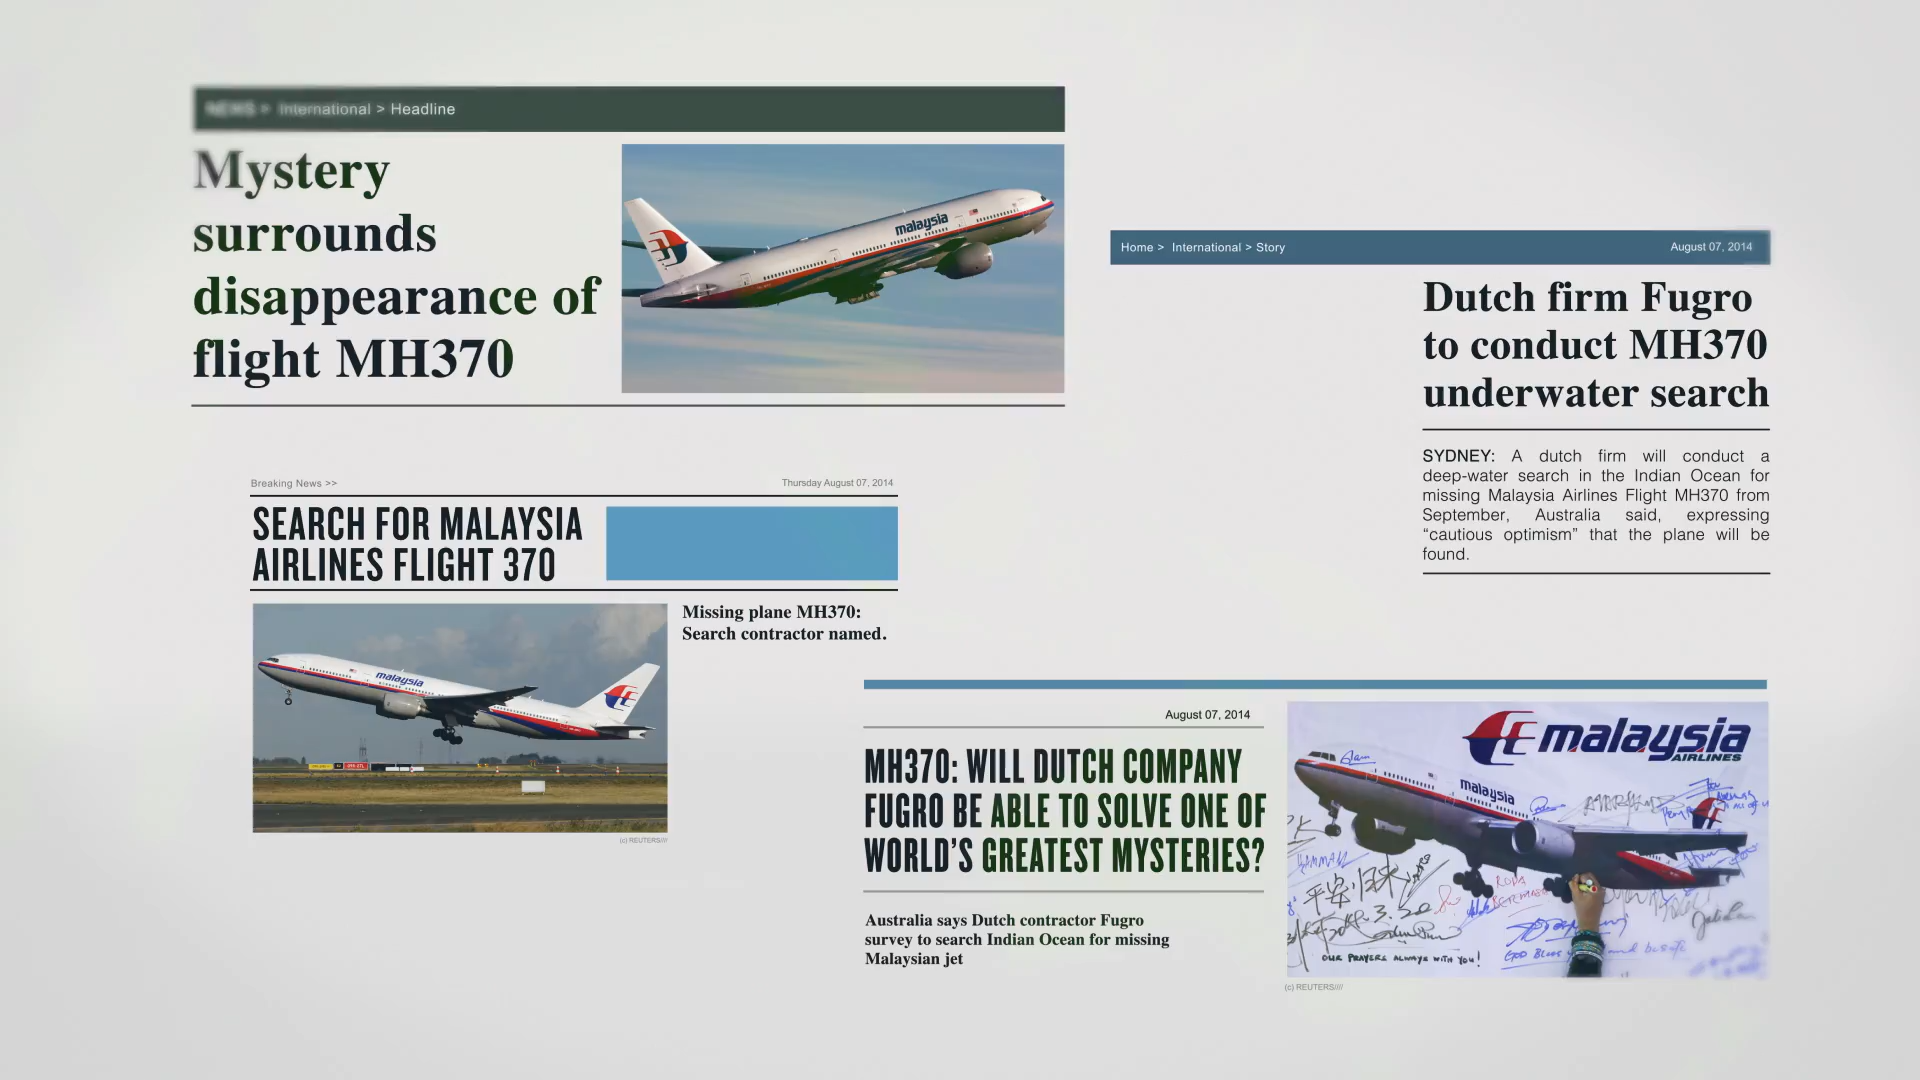 NEWS > International > Headline
Mystery
surrounds
disappearance of
flight MH370
malaysia
Home > International > Story
August 07, 2014
Dutch firm Fugro
to conduct MH370
underwater search
SYDNEY: A dutch firm will conduct a
deep-water search in the Indian Ocean for
missing Malaysia Airlines Flight MH370 from
September, Australia said, expressing
“cautious optimism” that the plane will be
found.
Breaking News >>
Thursday August 07, 2014
SEARCH FOR MALAYSIA
AIRLINES FLIGHT 370
malaysia
Missing plane MH370:
Search contractor named.
(c) REUTERS////
August 07, 2014
MH370: WILL DUTCH COMPANY
FUGRO BE ABLE TO SOLVE ONE OF
WORLD’S GREATEST MYSTERIES?
Australia says Dutch contractor Fugro
survey to search Indian Ocean for missing
Malaysian jet
malaysia
AIRLINES
malaysia
平安归来
OUR PRAYERS ALWAYS WITH YOU!
(c) REUTERS////